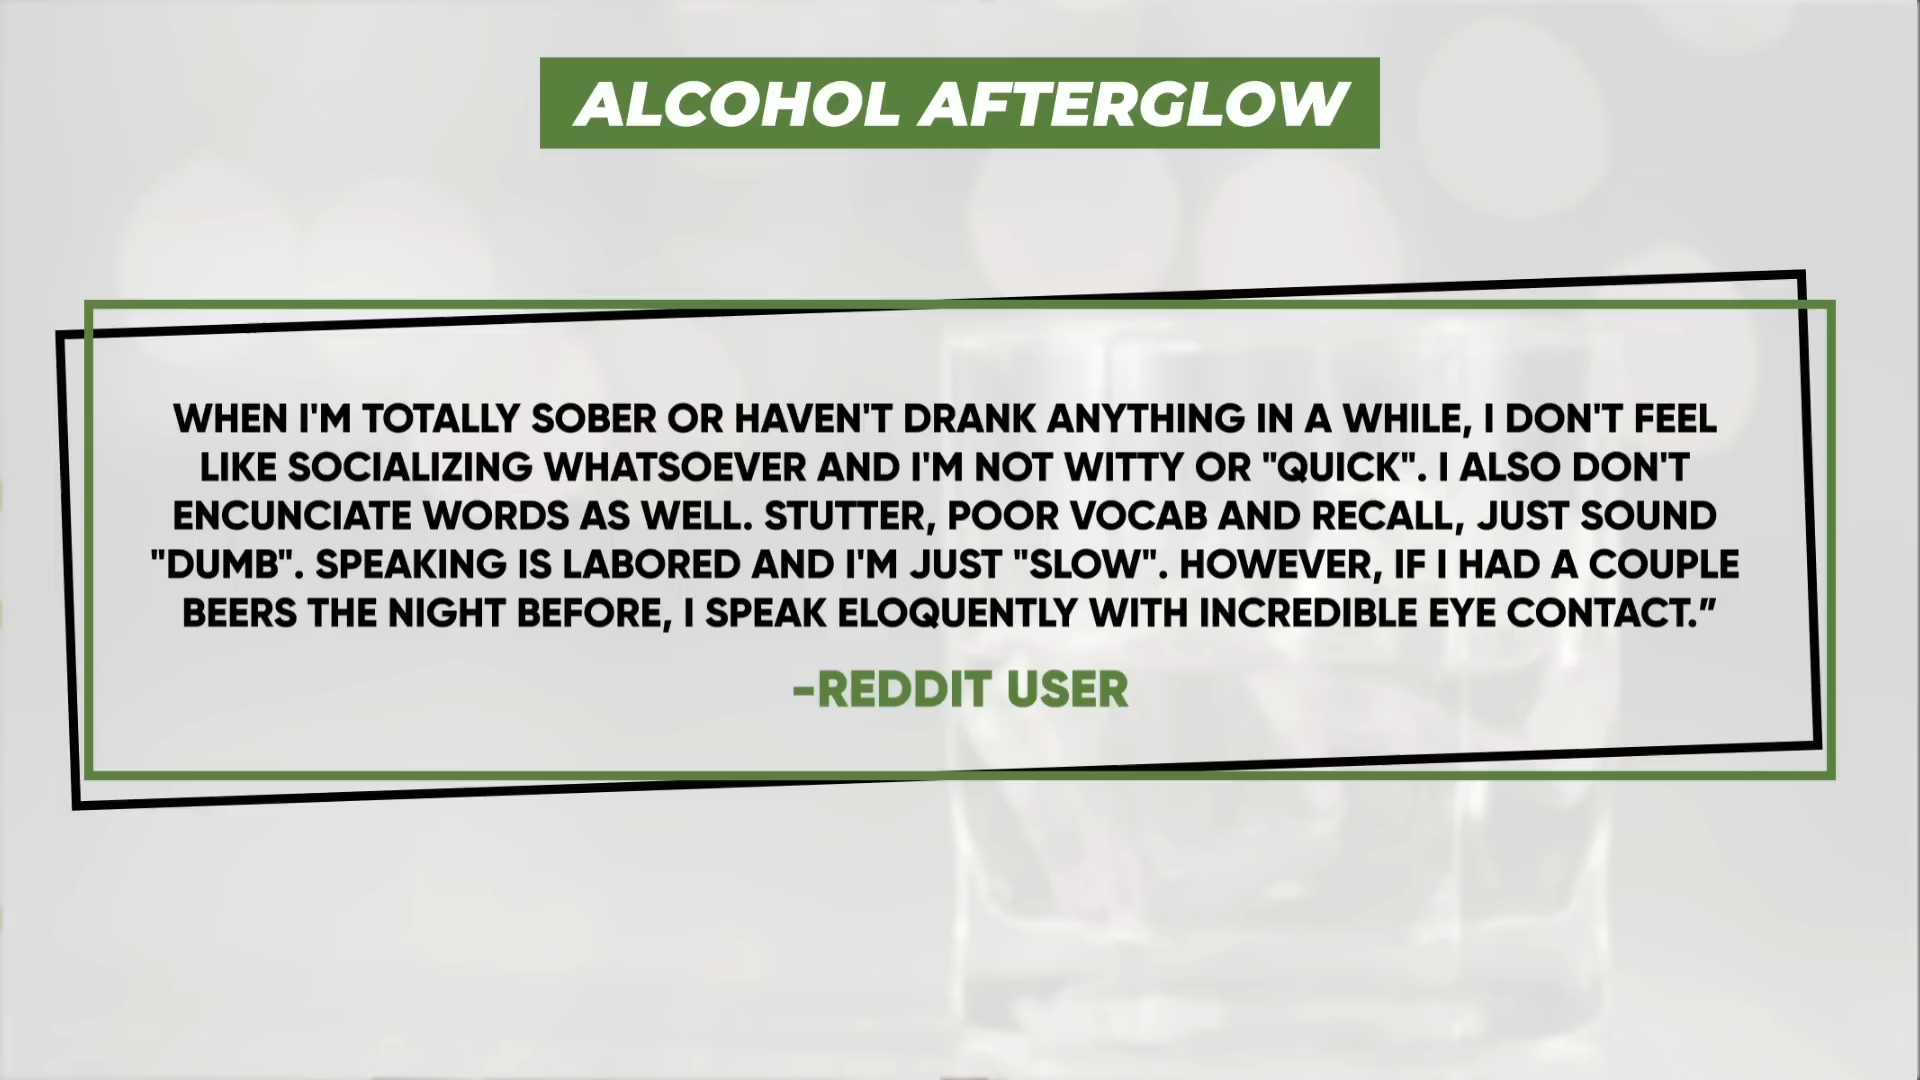 ALCOHOL AFTERGLOW
WHEN I'M TOTALLY SOBER OR HAVEN'T DRANK ANYTHING IN A WHILE, I DON'T FEEL
LIKE SOCIALIZING WHATSOEVER AND I'M NOT WITTY OR "QUICK". I ALSO DON'T
ENCUNCIATE WORDS AS WELL. STUTTER, POOR VOCAB AND RECALL, JUST SOUND
"DUMB". SPEAKING IS LABORED AND I'M JUST "SLOW". HOWEVER, IF I HAD A COUPLE
BEERS THE NIGHT BEFORE, I SPEAK ELOQUENTLY WITH INCREDIBLE EYE CONTACT.”
-REDDIT USER